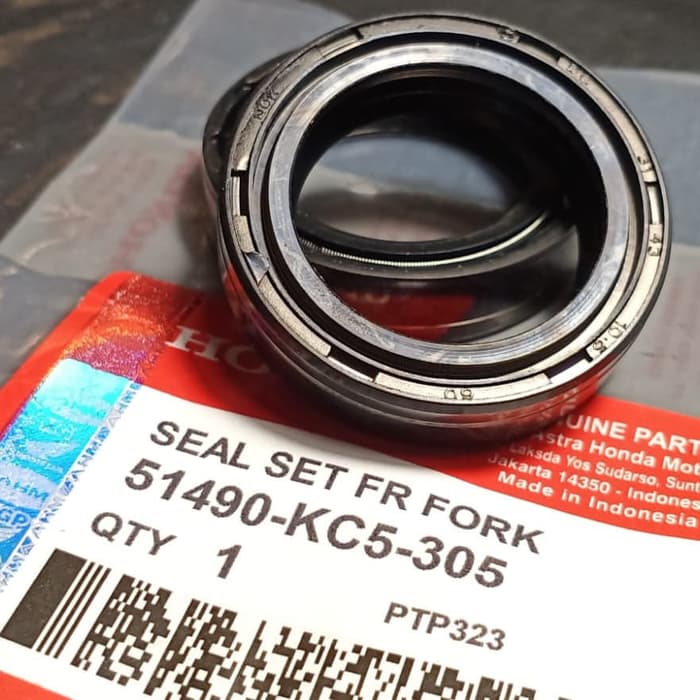 NOK
31
43
10.5
HO
SEAL SET FR FORK
51490-KC5-305
QTY 1
PTP323
UINE PART
Astra Honda Mot
Laksda Yos Sudarso, Sunt
Jakarta 14350 - Indones
Made in Indonesia
AHM
GP